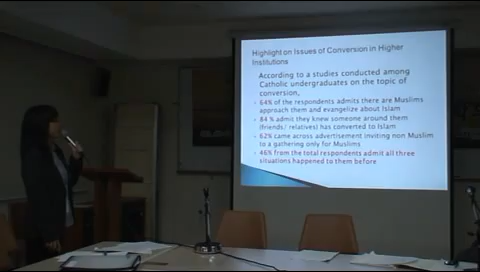 Highlight on Issues of Conversion in Higher
Institutions
According to a studies conducted among
Catholic undergraduates on the topic of
conversion,
64% of the respondents admits there are Muslims
approach them and evangelize about Islam
84 % admit they knew someone around them
(friends/ relatives) has converted to Islam
62% came across advertisement inviting non Muslim
to a gathering only for Muslims
46% from the total respondents admit all three
situations happened to them before